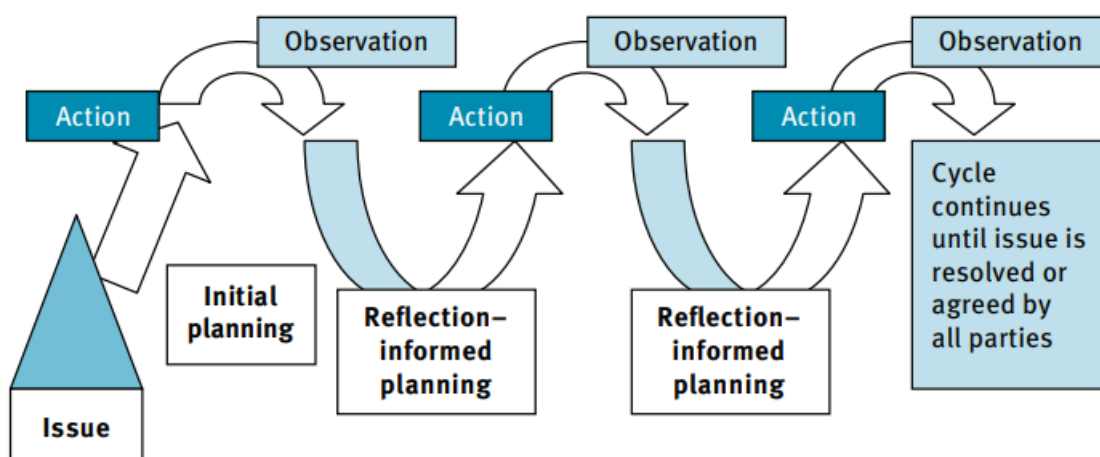 Observation
Observation
Observation
Action
Action
Action
Initial
planning
Reflection–
informed
planning
Reflection–
informed
planning
Cycle
continues
until issue is
resolved or
agreed by
all parties
Issue